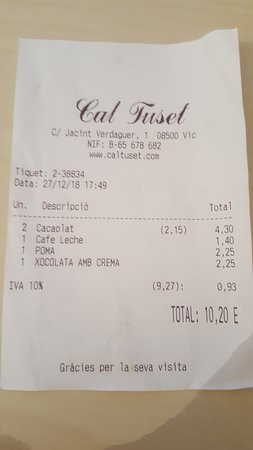 Cal Tuset
C/ Jacint Verdaguer, 1 08500 Vic
NIF: B-65 678 682
www.caltuset.com
Tiquet: 2-38834
Data: 27/12/18 17:49
Un. Descripció Total
2 Cacaolat (2,15) 4,30
1 Cafe Leche 1,40
1 POMA 2,25
1 XOCOLATA AMB CREMA 2,25
IVA 10% (9,27): 0,93
TOTAL: 10,20 E
Gràcies per la seva visita